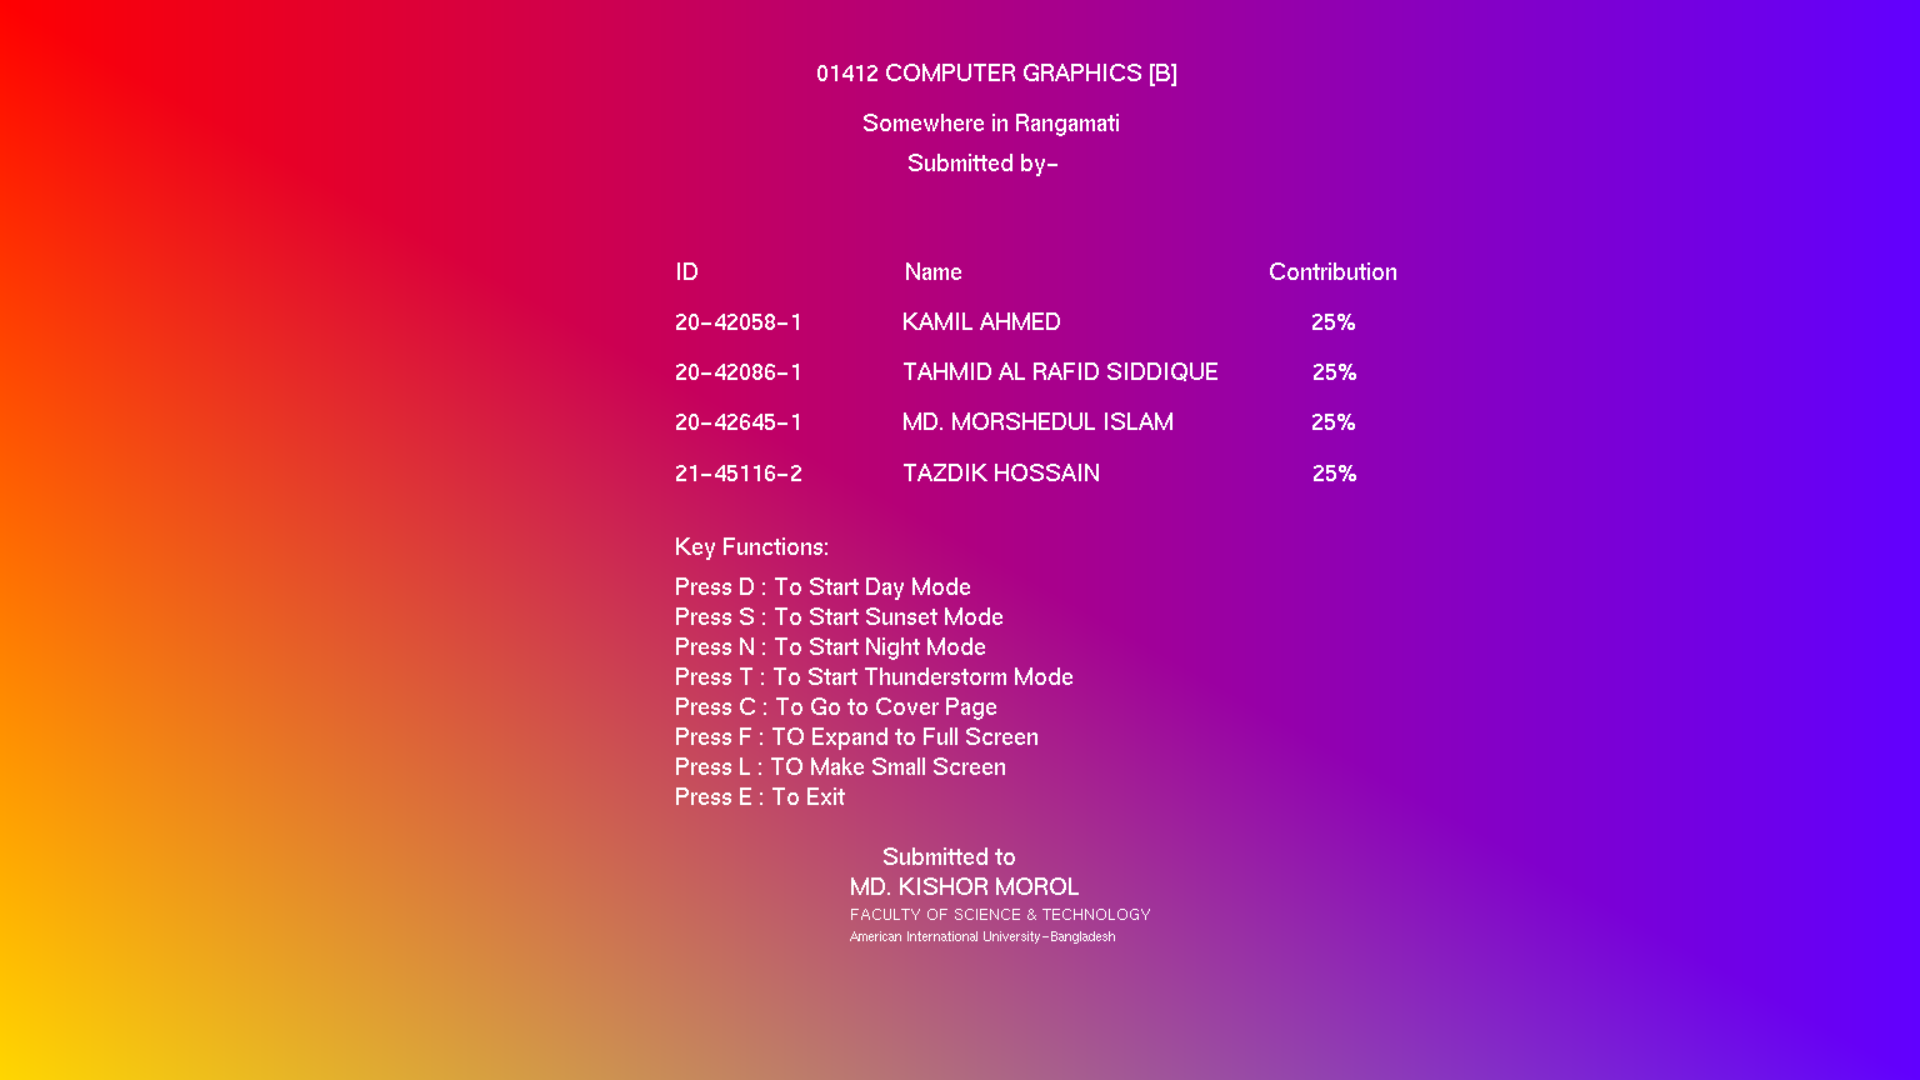 01412 COMPUTER GRAPHICS [B]
Somewhere in Rangamati
Submitted by-
ID Name Contribution
20-42058-1 KAMIL AHMED 25%
20-42086-1 TAHMID AL RAFID SIDDIQUE 25%
20-42645-1 MD. MORSHEDUL ISLAM 25%
21-45116-2 TAZDIK HOSSAIN 25%
Key Functions:
Press D : To Start Day Mode
Press S : To Start Sunset Mode
Press N : To Start Night Mode
Press T : To Start Thunderstorm Mode
Press C : To Go to Cover Page
Press F : TO Expand to Full Screen
Press L : TO Make Small Screen
Press E : To Exit
Submitted to
MD. KISHOR MOROL
FACULTY OF SCIENCE & TECHNOLOGY
American International University-Bangladesh